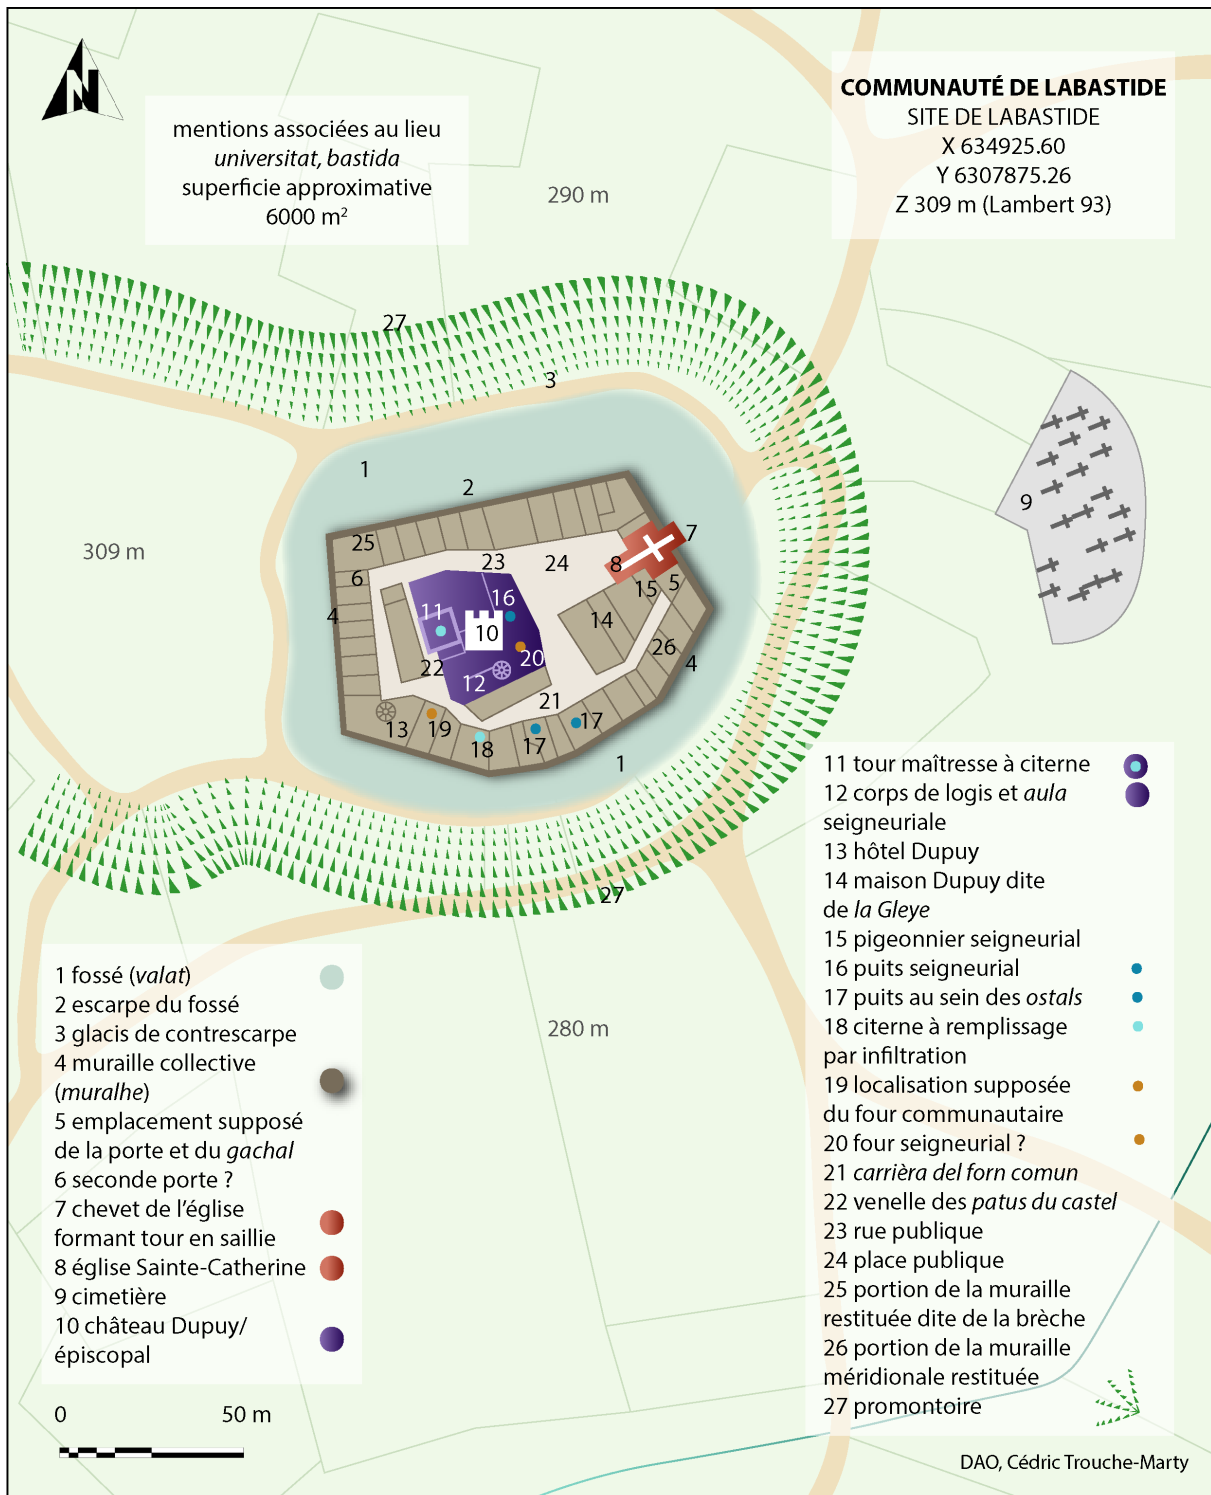 N
mentions associées au lieu
universitat, bastida
superficie approximative
6000 m²
COMMUNAUTÉ DE LABASTIDE
SITE DE LABASTIDE
X 634925.60
Y 6307875.26
Z 309 m (Lambert 93)
290 m
27
3
1
2
9
7
25
23
24
8
5
6
15
309 m
4
11
16
14
10
26
20
4
22
12
21
13
19
17
18
17
1
27
280 m
1 fossé (valat)
2 escarpe du fossé
3 glacis de contrescarpe
4 muraille collective
(muralhe)
5 emplacement supposé
de la porte et du gachal
6 seconde porte ?
7 chevet de l'église
formant tour en saillie
8 église Sainte-Catherine
9 cimetière
10 château Dupuy/
épiscopal
11 tour maîtresse à citerne
12 corps de logis et aula
seigneuriale
13 hôtel Dupuy
14 maison Dupuy dite
de la Gleye
15 pigeonnier seigneurial
16 puits seigneurial
17 puits au sein des ostals
18 citerne à remplissage
par infiltration
19 localisation supposée
du four communautaire
20 four seigneurial ?
21 carrièra del forn comun
22 venelle des patus du castel
23 rue publique
24 place publique
25 portion de la muraille
restituée dite de la brèche
26 portion de la muraille
méridionale restituée
27 promontoire
0 50 m
DAO, Cédric Trouche-Marty